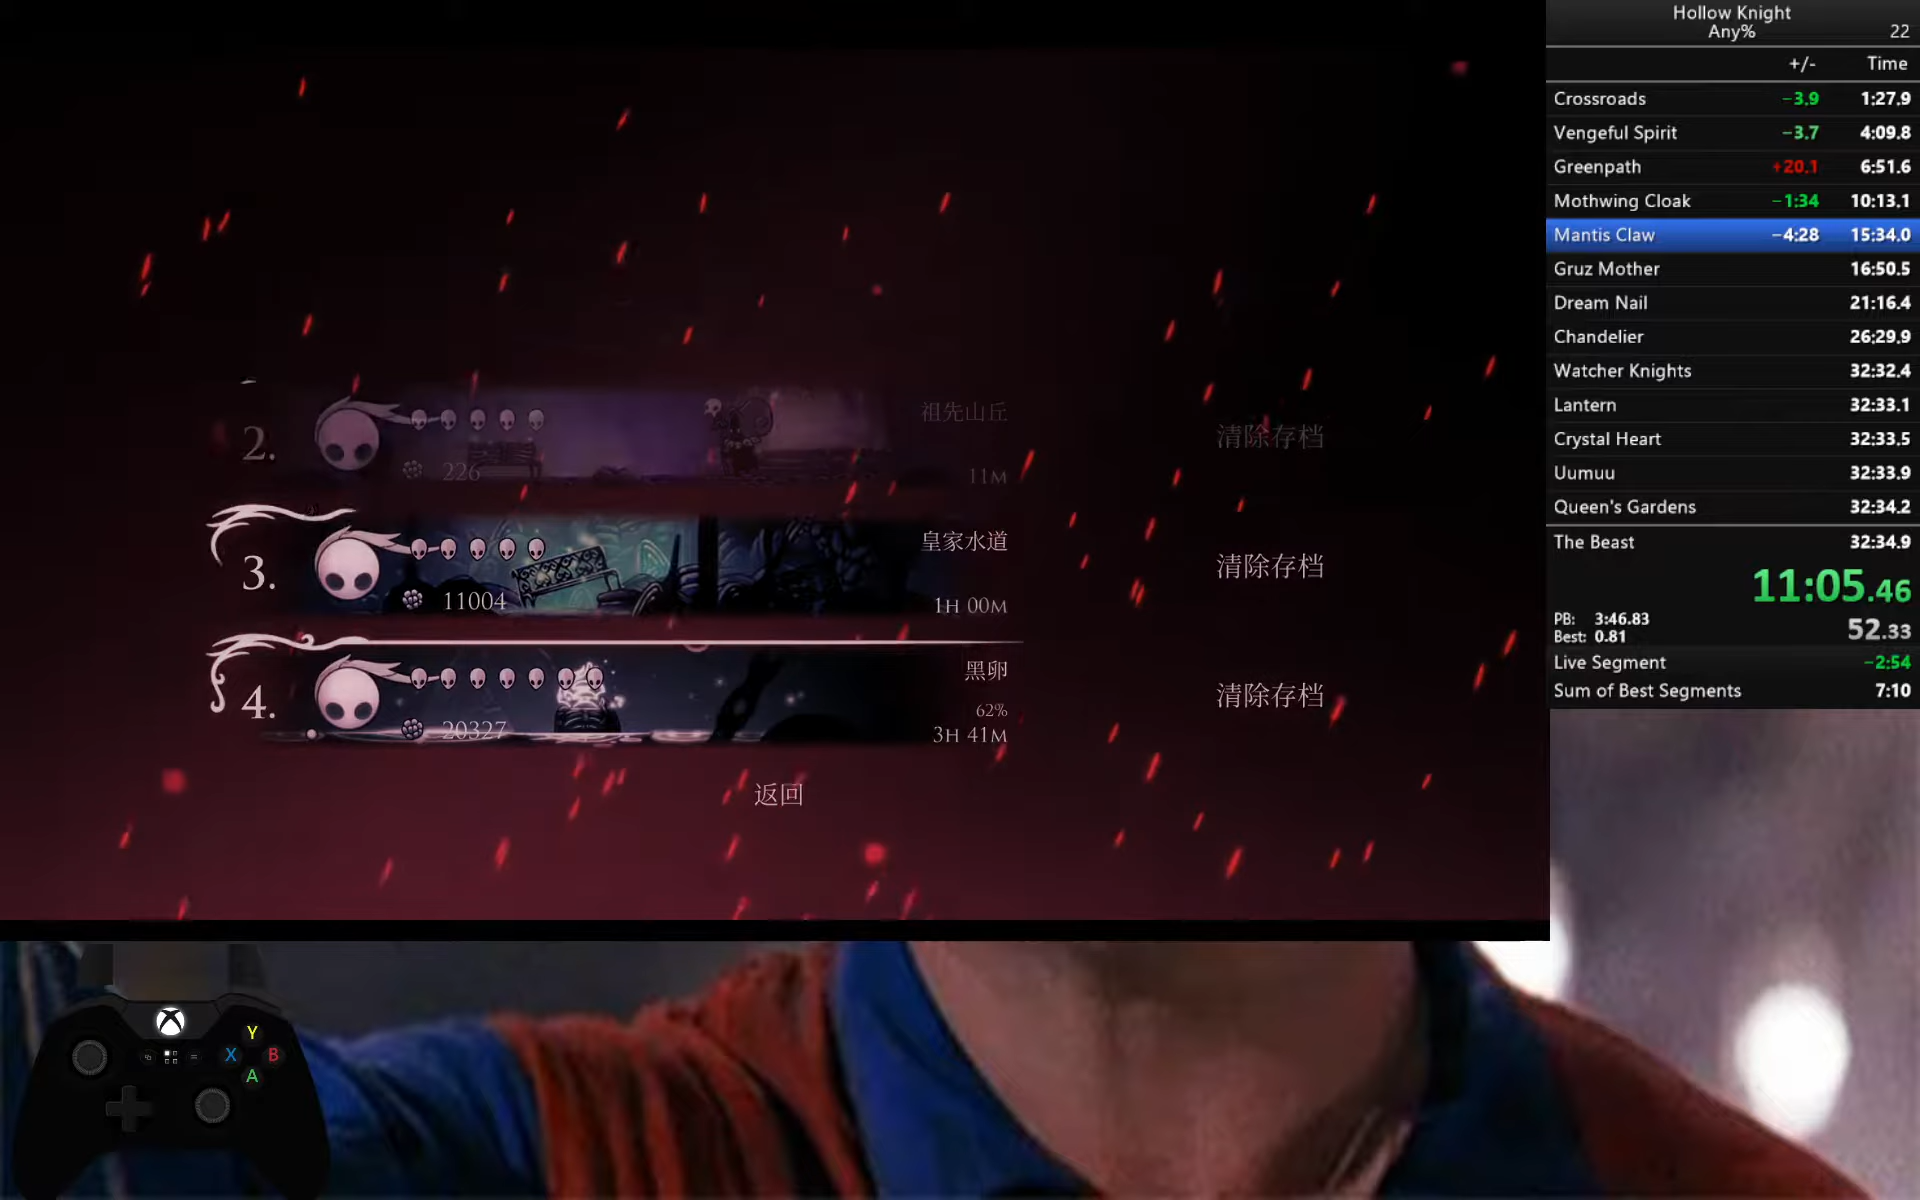 Hollow Knight
Any%
22
+/- Time
Crossroads −3.9 1:27.9
Vengeful Spirit −3.7 4:09.8
Greenpath +20.1 6:51.6
Mothwing Cloak −1:34 10:13.1
Mantis Claw −4:28 15:34.0
Gruz Mother 16:50.5
Dream Nail 21:16.4
Chandelier 26:29.9
Watcher Knights 32:32.4
Lantern 32:33.1
Crystal Heart 32:33.5
Uumuu 32:33.9
Queen's Gardens 32:34.2
The Beast 32:34.9
11:05.46
PB: 3:46.83
Best: 0.81
52.33
Live Segment −2:54
Sum of Best Segments 7:10
2.
226
祖先山丘
11M
清除存档
3.
11004
皇家水道
1H 00M
清除存档
4.
20327
黑卵
62%
3H 41M
清除存档
返回
Y
X
B
A